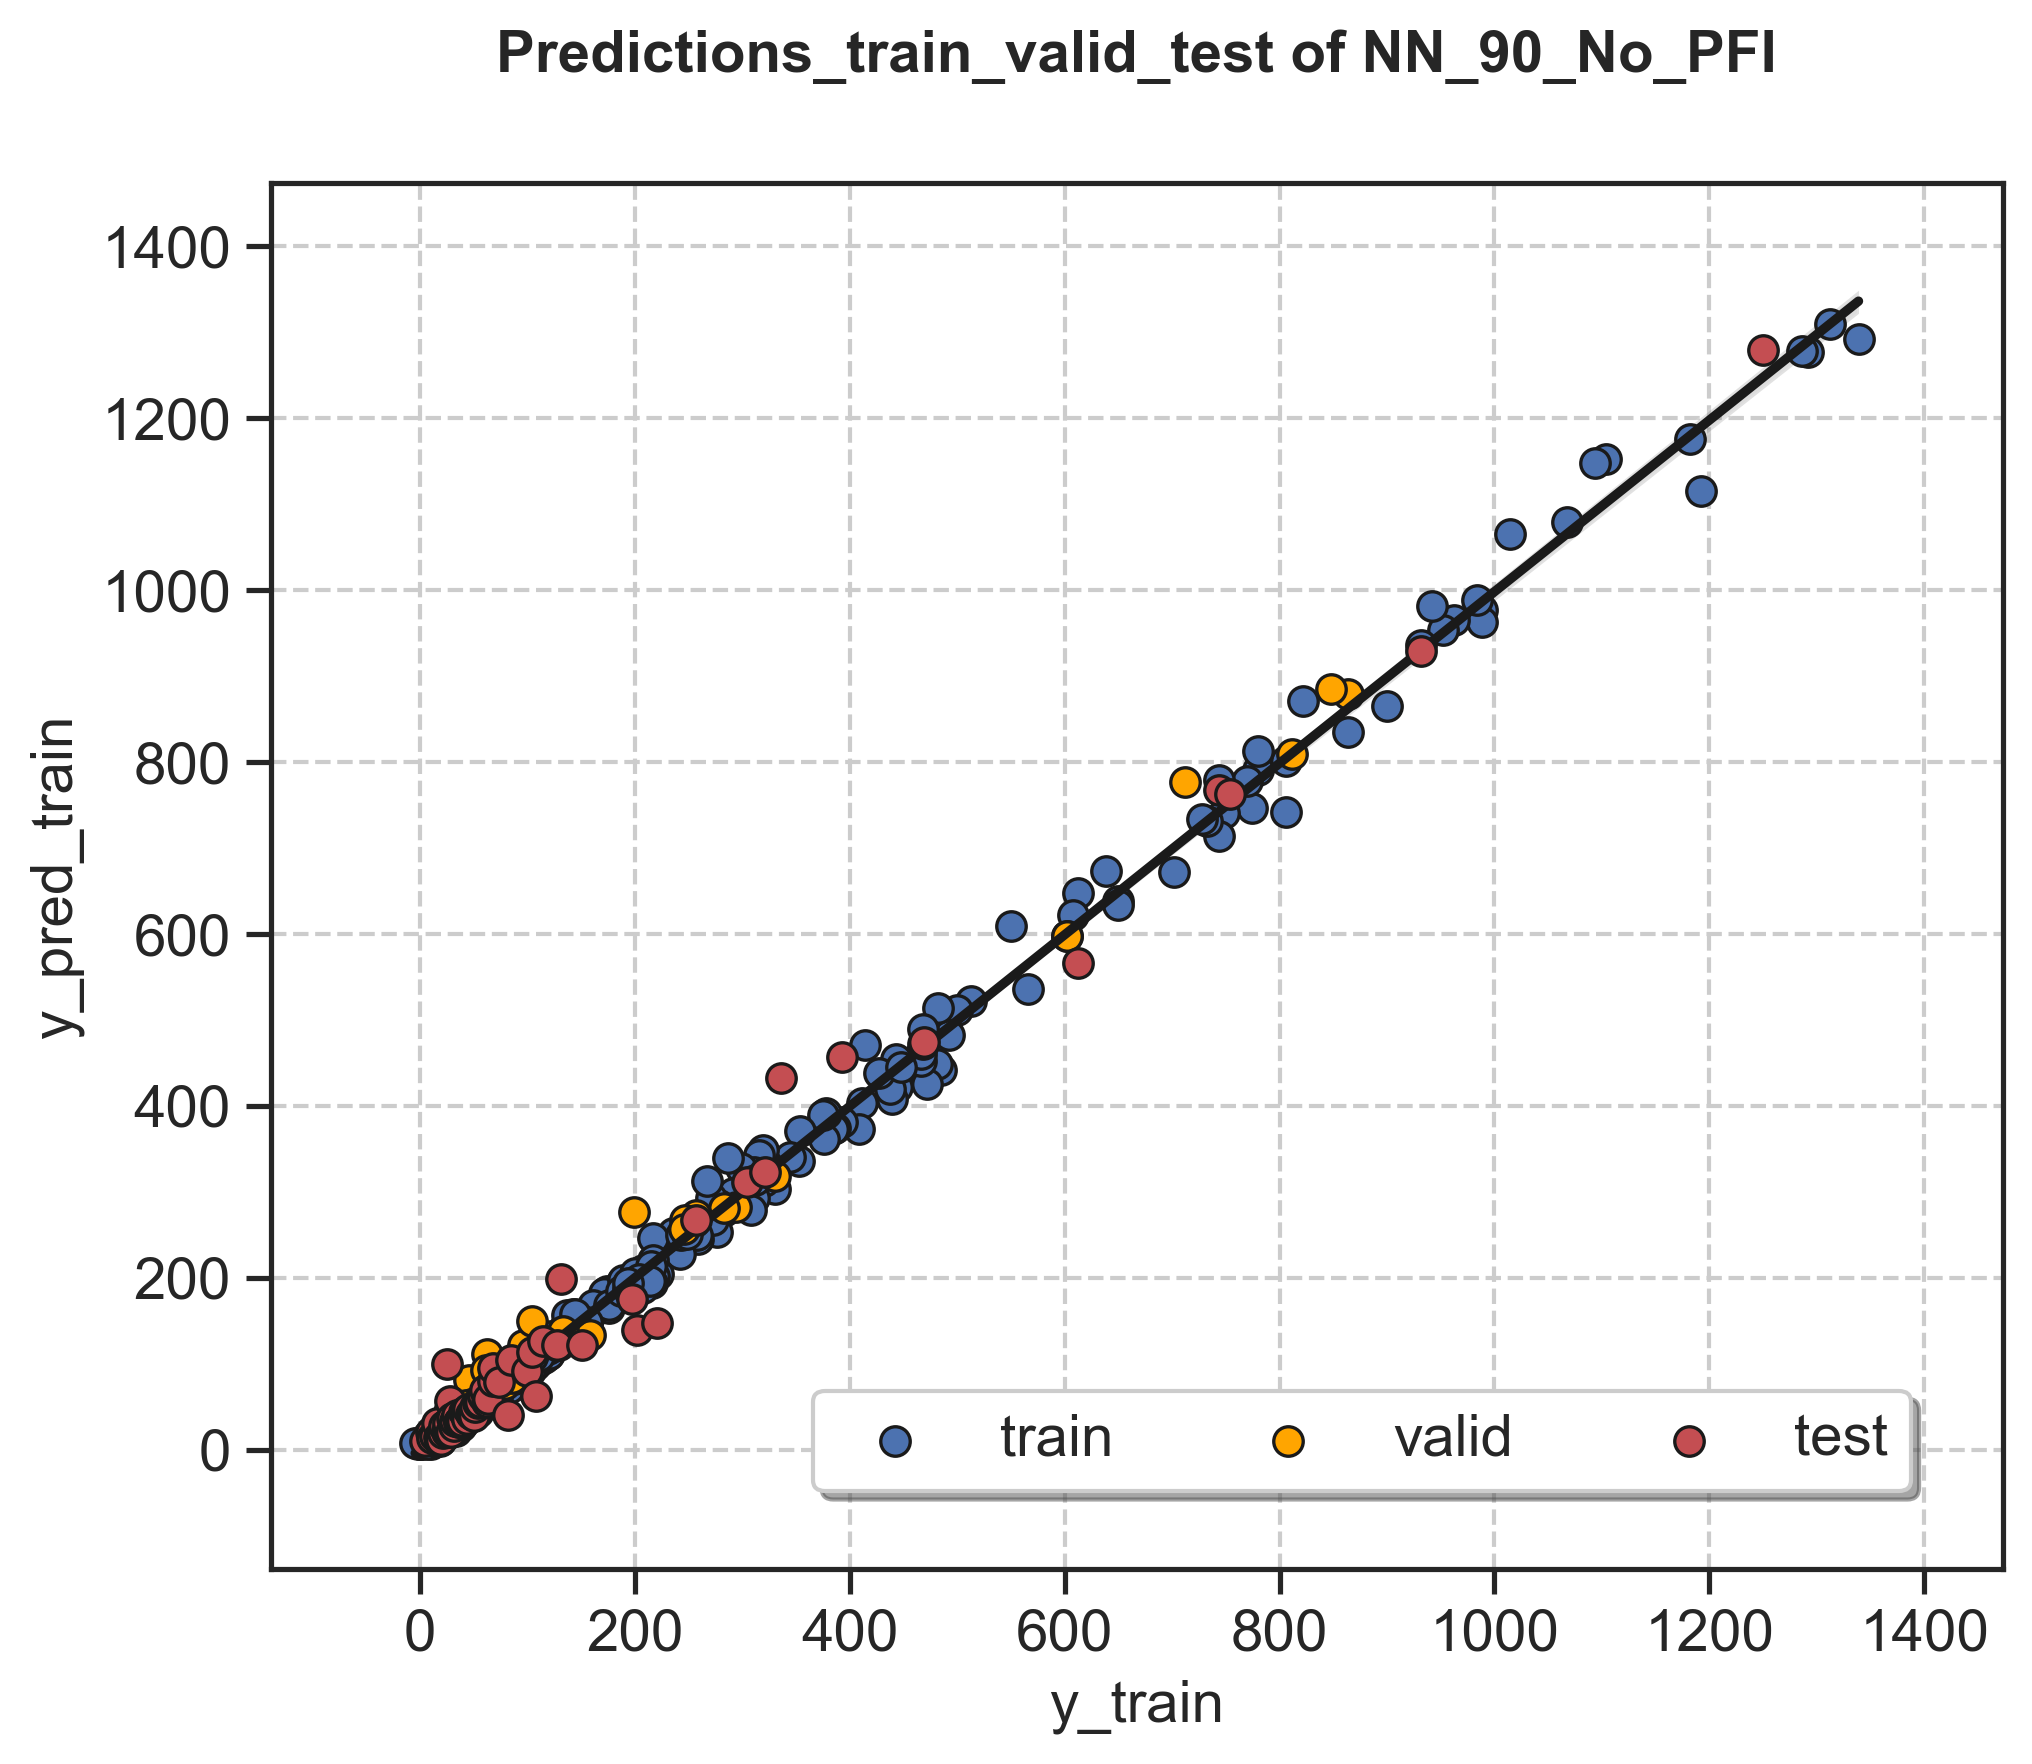 Predictions_train_valid_test of NN_90_No_PFI
1400
1200
1000
800
600
400
200
0
y_pred_train
train valid test
0 200 400 600 800 1000 1200 1400
y_train